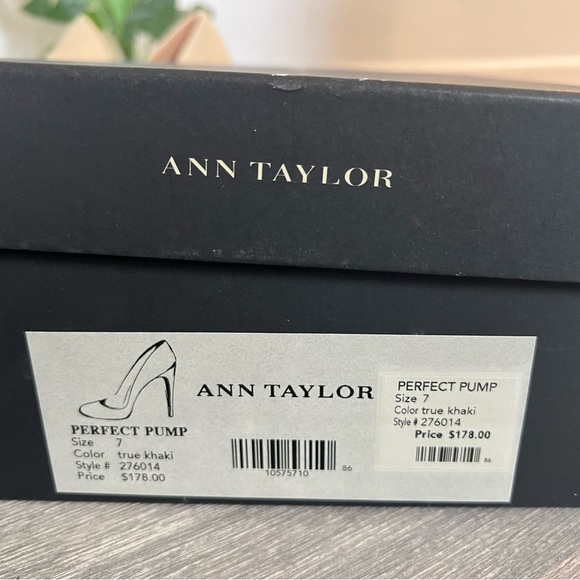 ANN TAYLOR
PERFECT PUMP
Size 7
Color true khaki
Style # 276014
Price $178.00
ANN TAYLOR
10575710
86
PERFECT PUMP
Size 7
Color true khaki
Style # 276014
Price $178.00
86